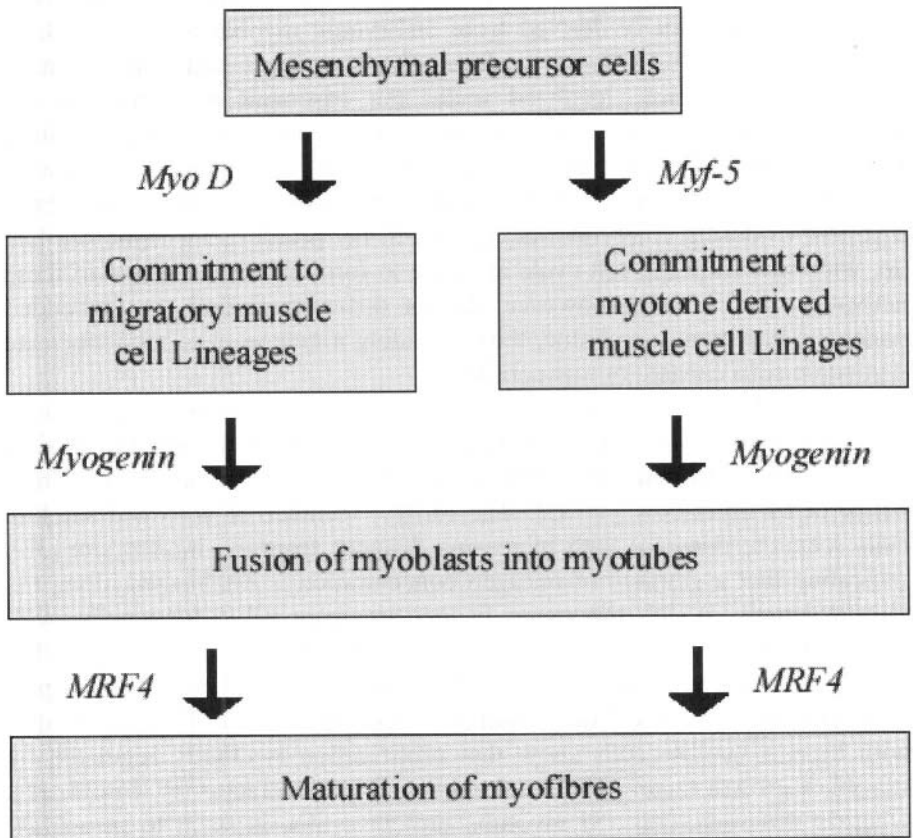 Mesenchymal precursor cells
Myo D
Myf-5
Commitment to
migratory muscle
cell Lineages
Commitment to
myotone derived
muscle cell Linages
Myogenin
Myogenin
Fusion of myoblasts into myotubes
MRF4
MRF4
Maturation of myofibres